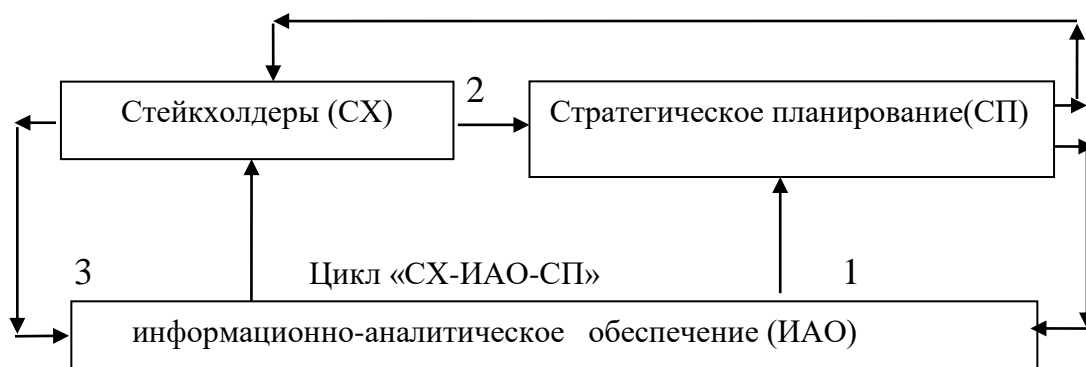 2
Стейкхолдеры (СХ)
Стратегическое планирование(СП)
3
Цикл «СХ-ИАО-СП»
1
информационно-аналитическое обеспечение (ИАО)